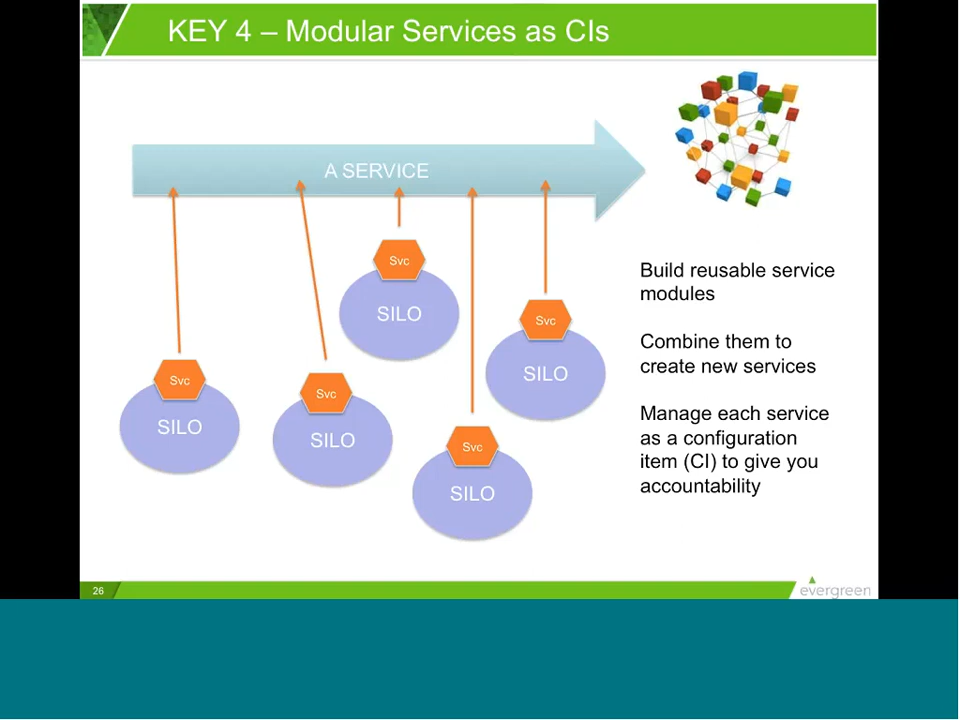 KEY 4 – Modular Services as CIs
A SERVICE
Svc
SILO
Svc
SILO
Svc
SILO
Svc
SILO
Svc
SILO
Build reusable service
modules
Combine them to
create new services
Manage each service
as a configuration
item (CI) to give you
accountability
26
evergreen